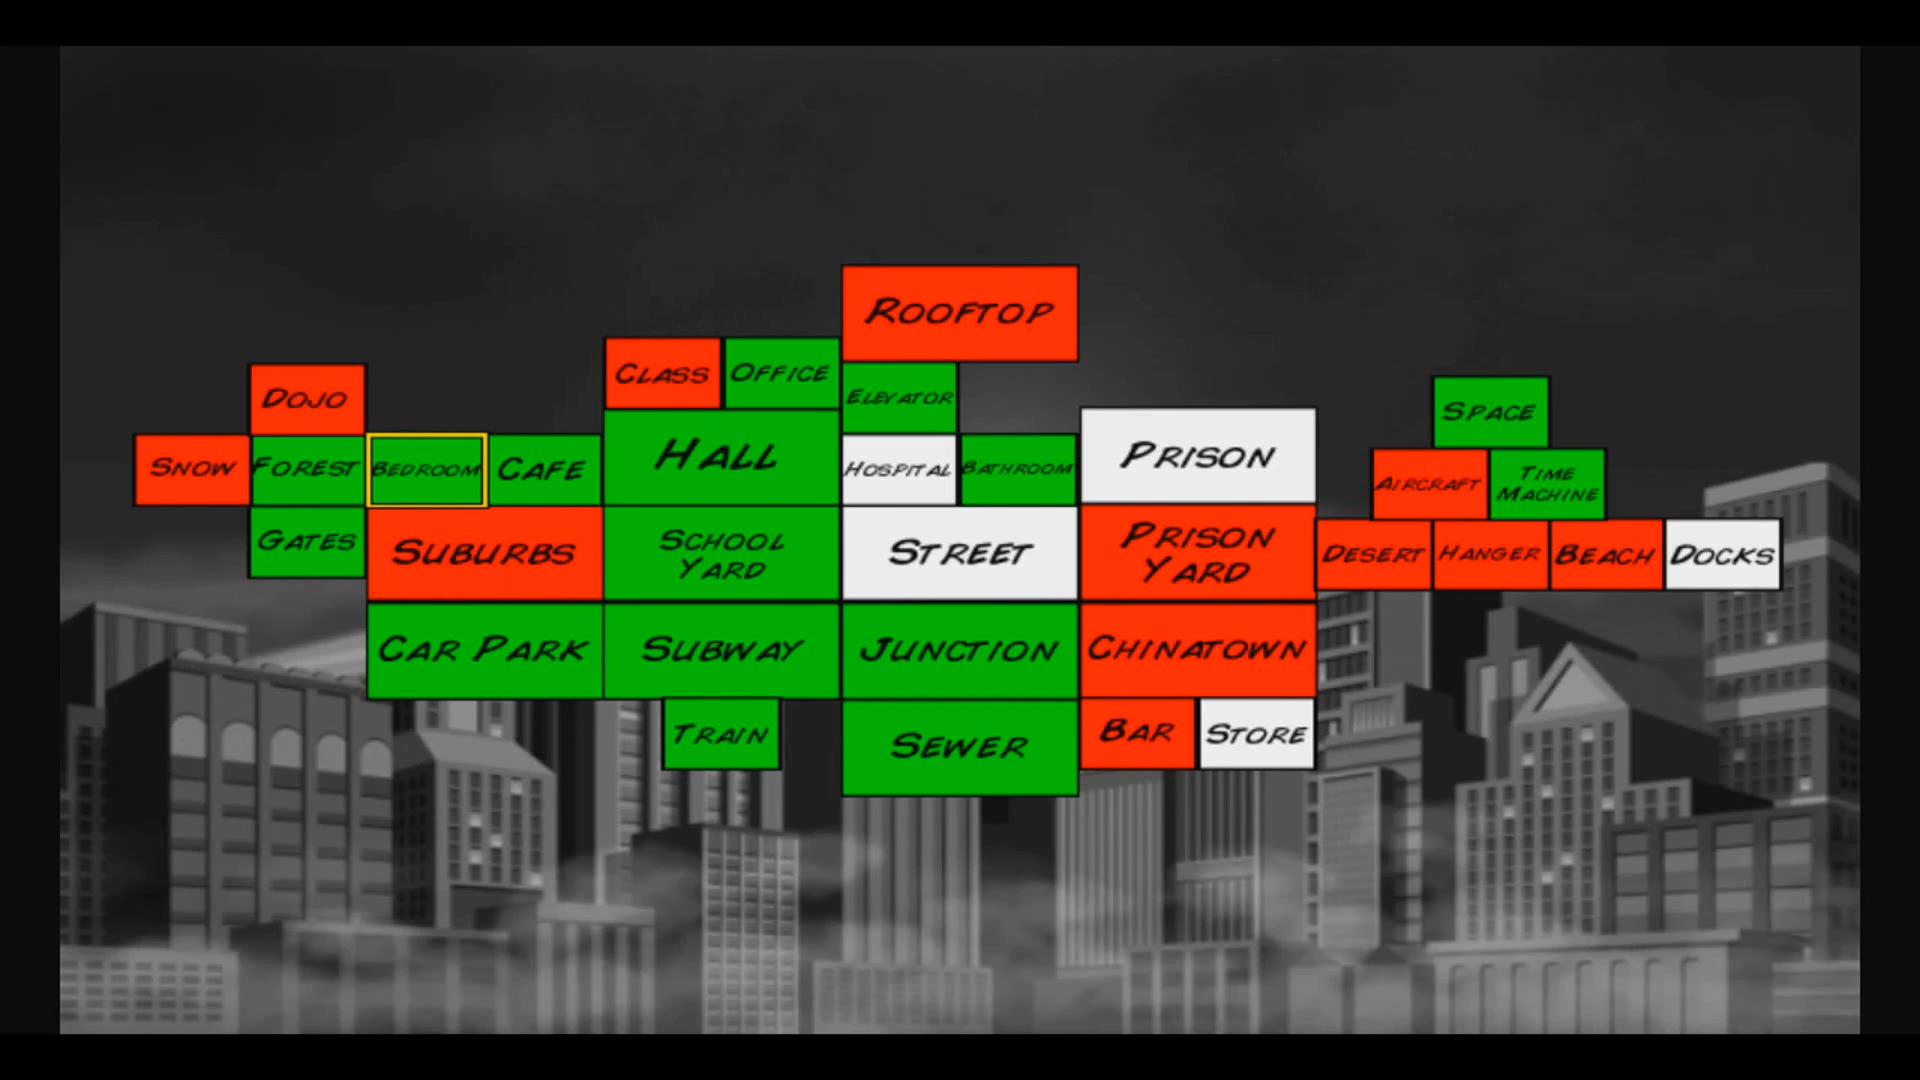 ROOFTOP
CLASS
OFFICE
DOJO
ELEVATOR
SPACE
SNOW
FOREST
BEDROOM
CAFE
HALL
HOSPITAL
BATHROOM
PRISON
AIRCRAFT
TIME
MACHINE
GATES
SUBURBS
SCHOOL
YARD
STREET
PRISON
YARD
DESERT
HANGER
BEACH
DOCKS
CAR PARK
SUBWAY
JUNCTION
CHINATOWN
TRAIN
SEWER
BAR
STORE